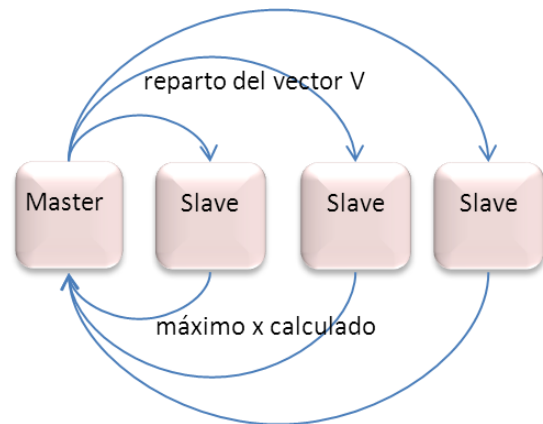 reparto del vector V
Master
Slave
Slave
Slave
máximo x calculado